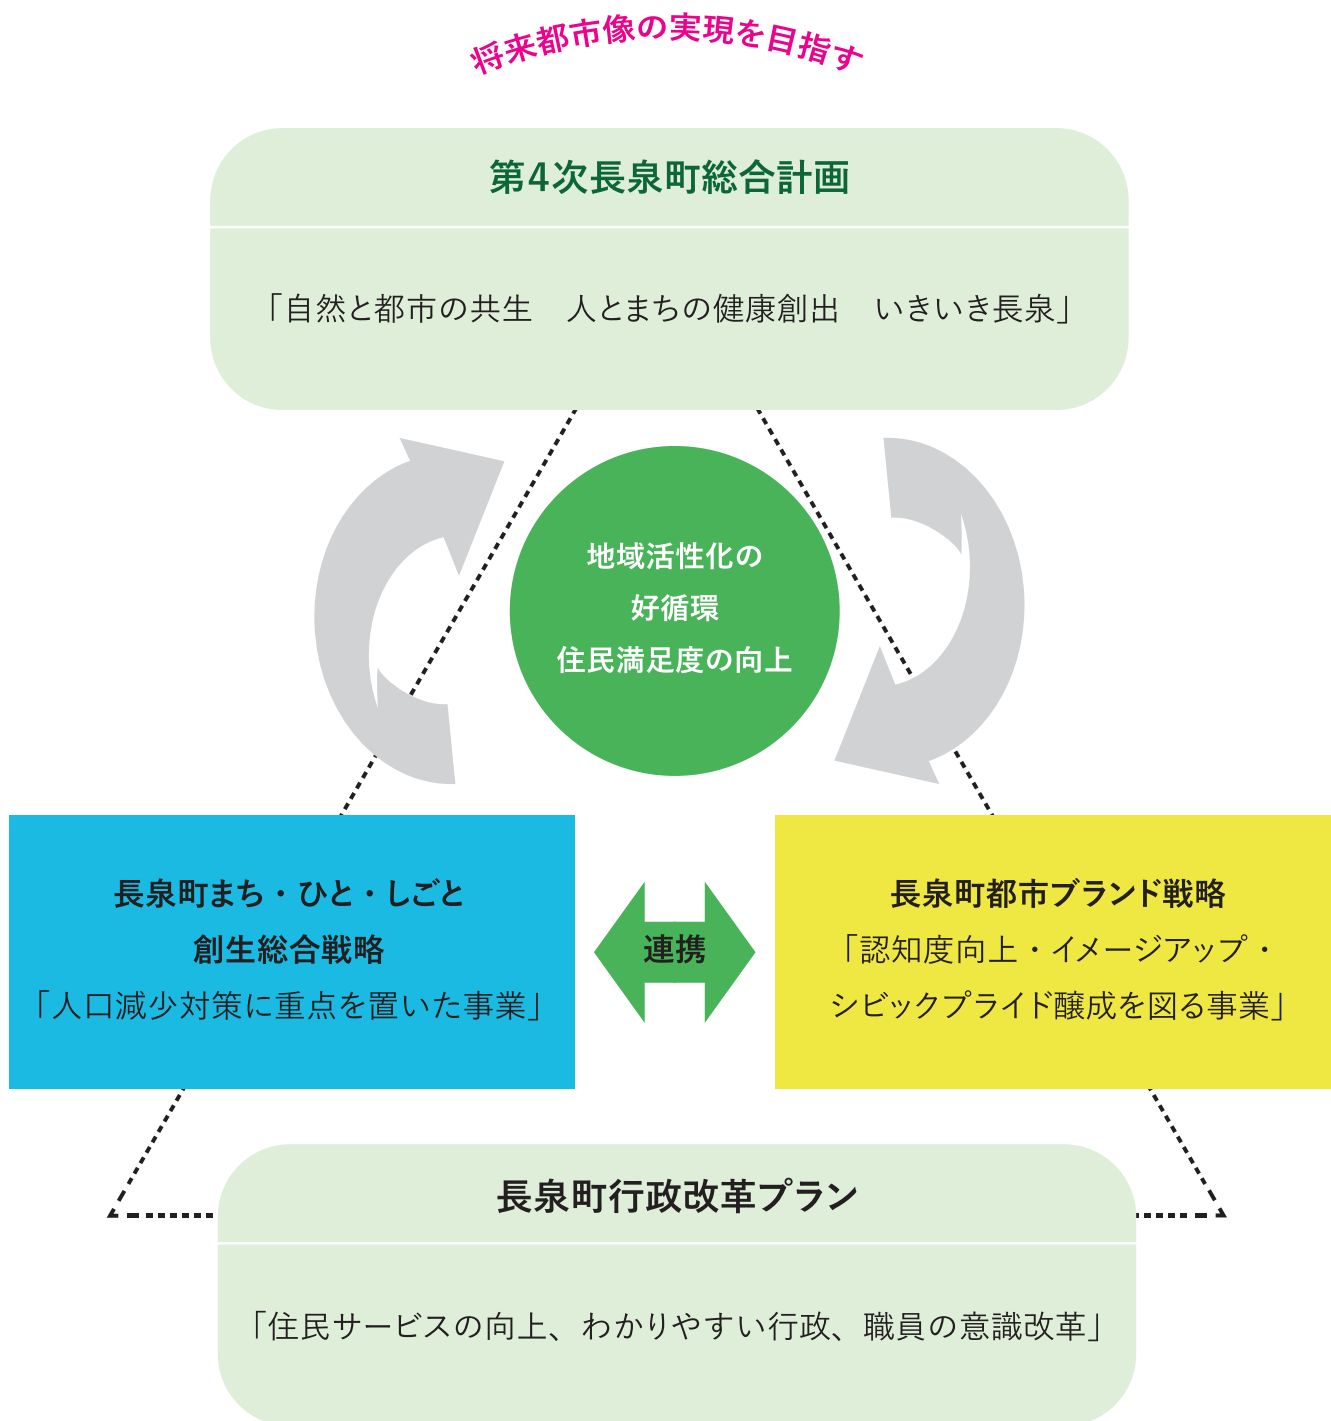 将来都市像の実現を目指す
第4次長泉町総合計画
「自然と都市の共生　人とまちの健康創出　いきいき長泉」
地域活性化の
好循環
住民満足度の向上
長泉町まち・ひと・しごと
創生総合戦略
「人口減少対策に重点を置いた事業」
連携
長泉町都市ブランド戦略
「認知度向上・イメージアップ・
シビックプライド醸成を図る事業」
長泉町行政改革プラン
「住民サービスの向上、わかりやすい行政、職員の意識改革」